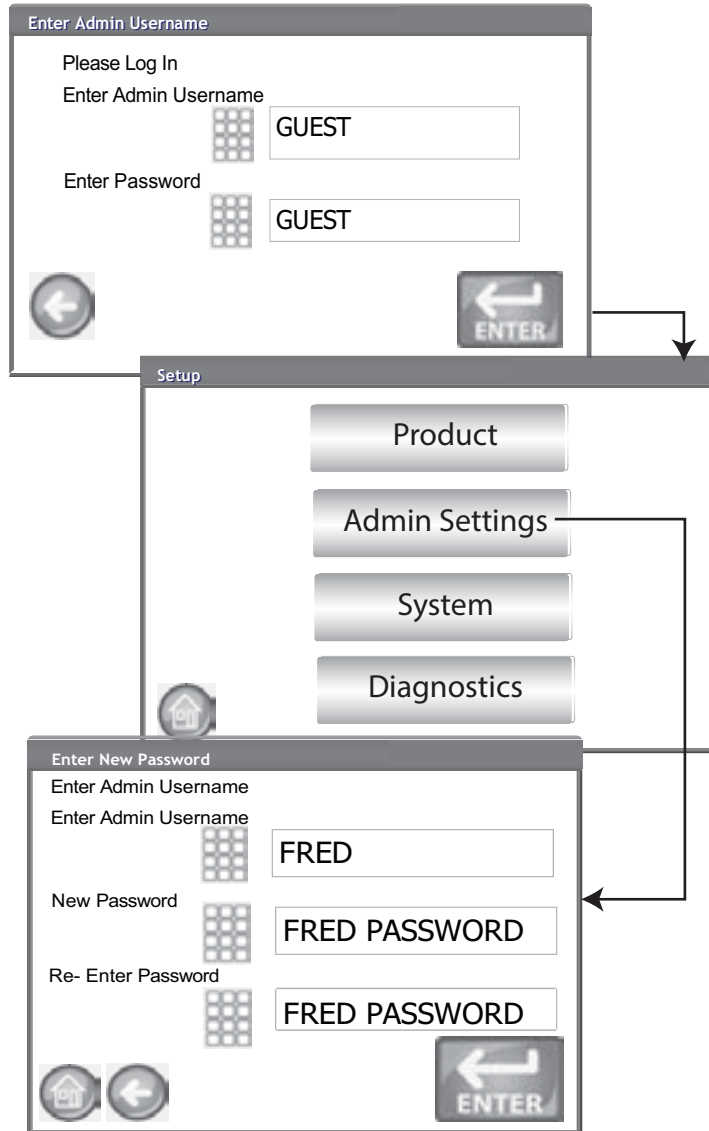 Enter Admin Username
Please Log In
Enter Admin Username
GUEST
Enter Password
GUEST
ENTER
Setup
Product
Admin Settings
System
Diagnostics
Enter New Password
Enter Admin Username
Enter Admin Username
FRED
New Password
FRED PASSWORD
Re- Enter Password
FRED PASSWORD
ENTER